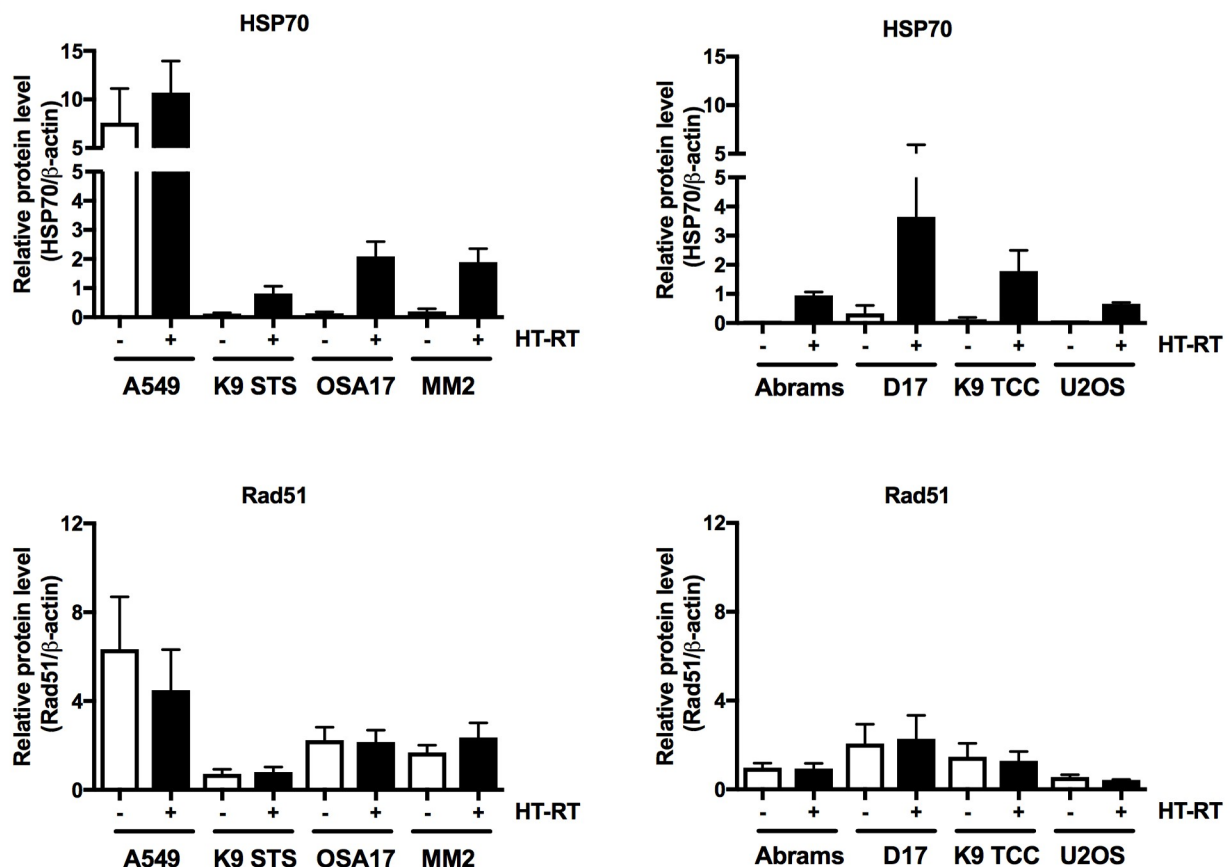 HSP70
Relative protein level
(HSP70/β-actin)
15
10
5
5
4
3
2
1
0
- + - + - + - + HT-RT
A549 K9 STS OSA17 MM2
HSP70
Relative protein level
(HSP70/β-actin)
15
10
5
5
4
3
2
1
0
- + - + - + - + HT-RT
Abrams D17 K9 TCC U2OS
Rad51
Relative protein level
(Rad51/β-actin)
12
8
4
0
- + - + - + - + HT-RT
A549 K9 STS OSA17 MM2
Rad51
Relative protein level
(Rad51/β-actin)
12
8
4
0
- + - + - + - + HT-RT
Abrams D17 K9 TCC U2OS